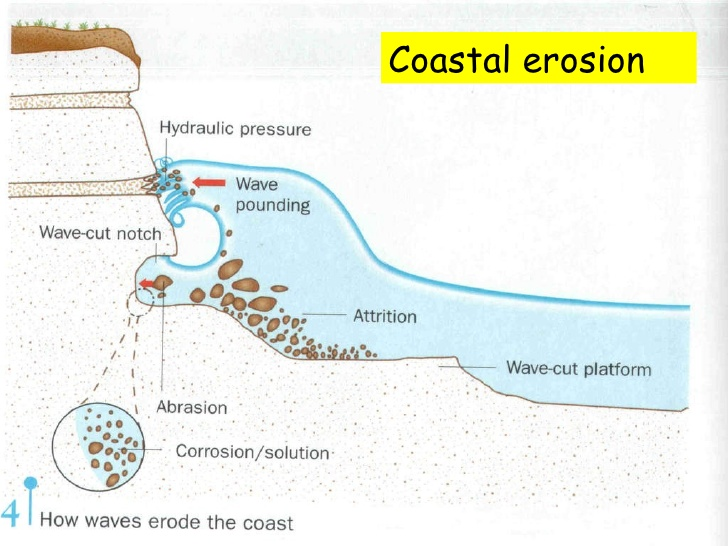 Coastal erosion
Hydraulic pressure
Wave
pounding
Wave-cut notch
Attrition
Wave-cut platform
Abrasion
Corrosion/solution
4 How waves erode the coast